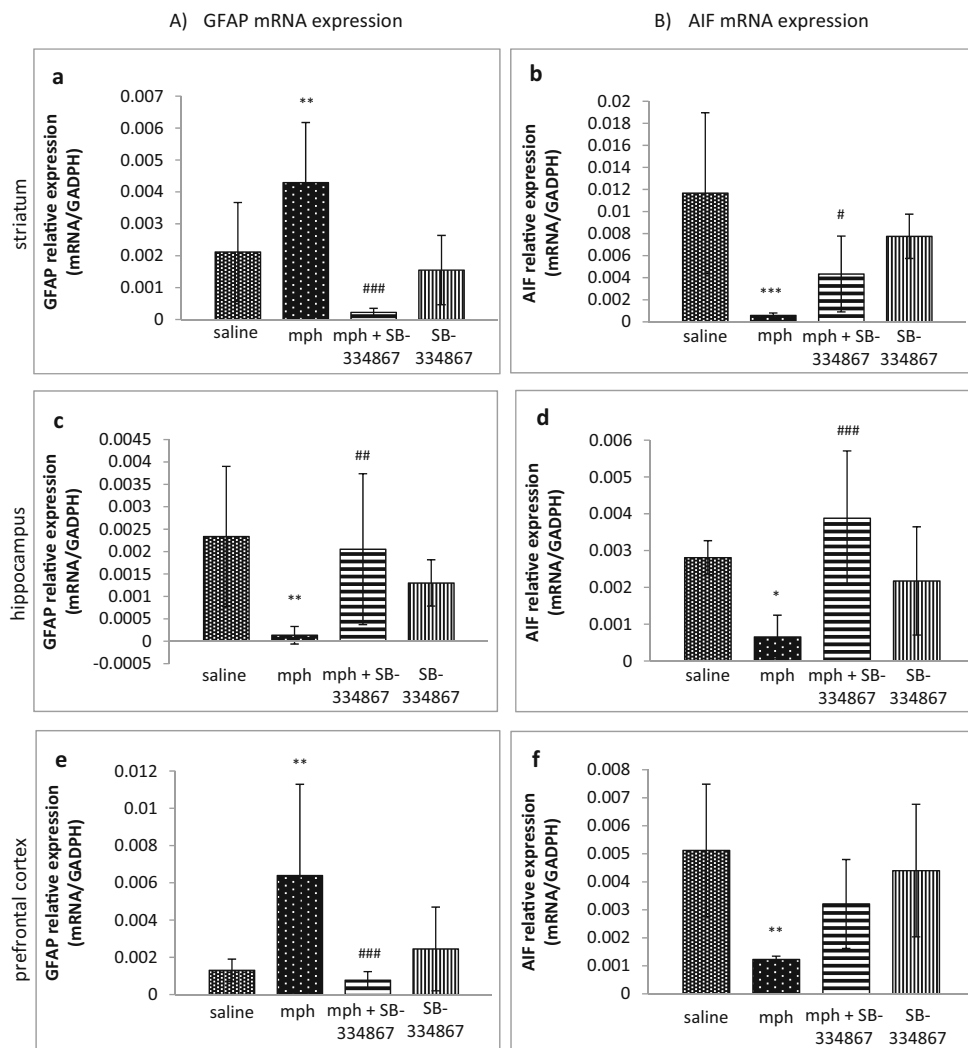 A) GFAP mRNA expression
B) AIF mRNA expression
striatum
a
GFAP relative expression
(mRNA/GADPH)
0.007
0.006
0.005
0.004
0.003
0.002
0.001
0
**
###
saline
mph
mph + SB-
334867
SB-
334867
b
AIF relative expression
(mRNA/GADPH)
0.02
0.018
0.016
0.014
0.012
0.01
0.008
0.006
0.004
0.002
0
***
#
saline
mph
mph + SB-
334867
SB-
334867
hippocampus
c
GFAP relative expression
(mRNA/GADPH)
0.0045
0.004
0.0035
0.003
0.0025
0.002
0.0015
0.001
0.0005
0
-0.0005
**
##
saline
mph
mph + SB-
334867
SB-
334867
d
AIF relative expression
(mRNA/GADPH)
0.006
0.005
0.004
0.003
0.002
0.001
0
*
###
saline
mph
mph + SB-
334867
SB-
334867
prefrontal cortex
e
GFAP relative expression
(mRNA/GADPH)
0.012
0.01
0.008
0.006
0.004
0.002
0
**
###
saline
mph
mph + SB-
334867
SB-
334867
f
AIF relative expression
(mRNA/GADPH)
0.008
0.007
0.006
0.005
0.004
0.003
0.002
0.001
0
**
saline
mph
mph + SB-
334867
SB-
334867